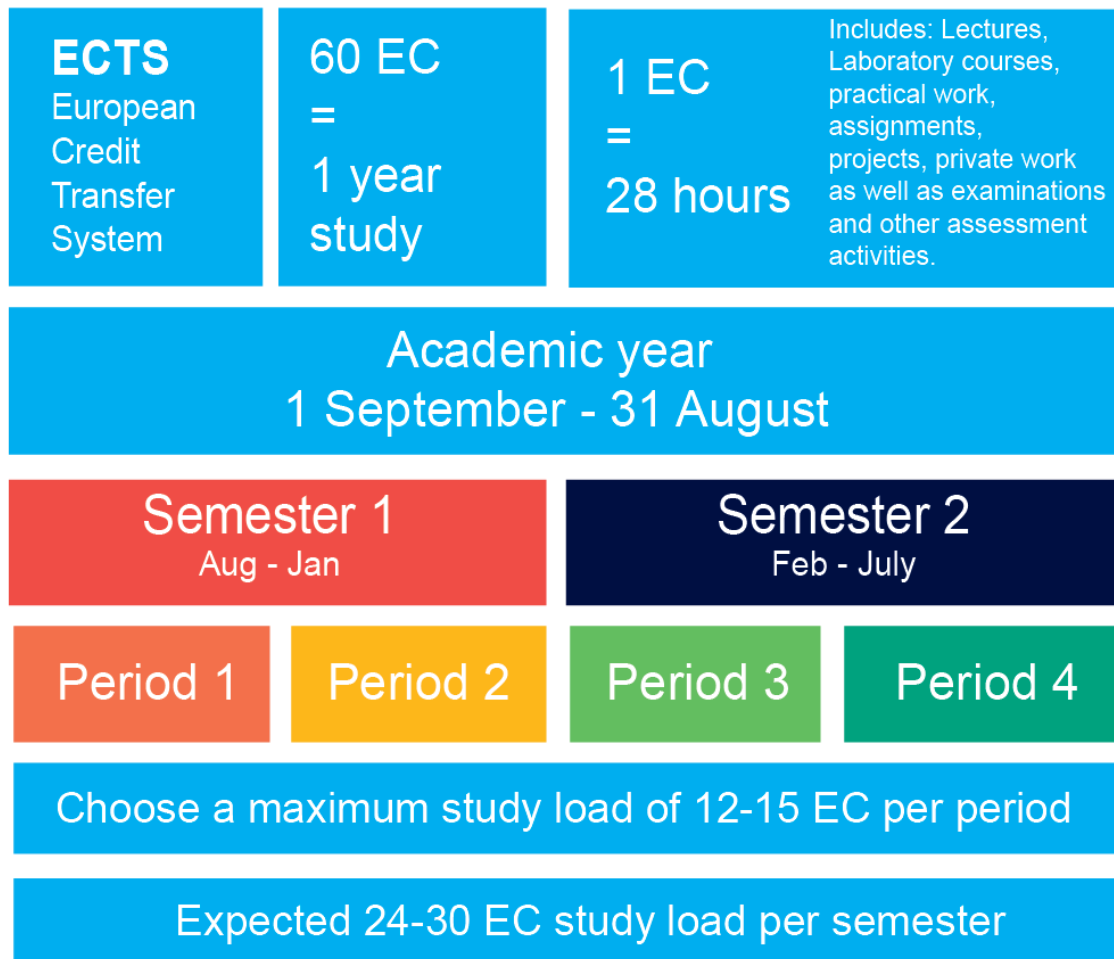 ECTS
European
Credit
Transfer
System
60 EC
=
1 year
study
1 EC
=
28 hours
Includes: Lectures,
Laboratory courses,
practical work,
assignments,
projects, private work
as well as examinations
and other assessment
activities.
Academic year
1 September - 31 August
Semester 1
Aug - Jan
Semester 2
Feb - July
Period 1
Period 2
Period 3
Period 4
Choose a maximum study load of 12-15 EC per period
Expected 24-30 EC study load per semester